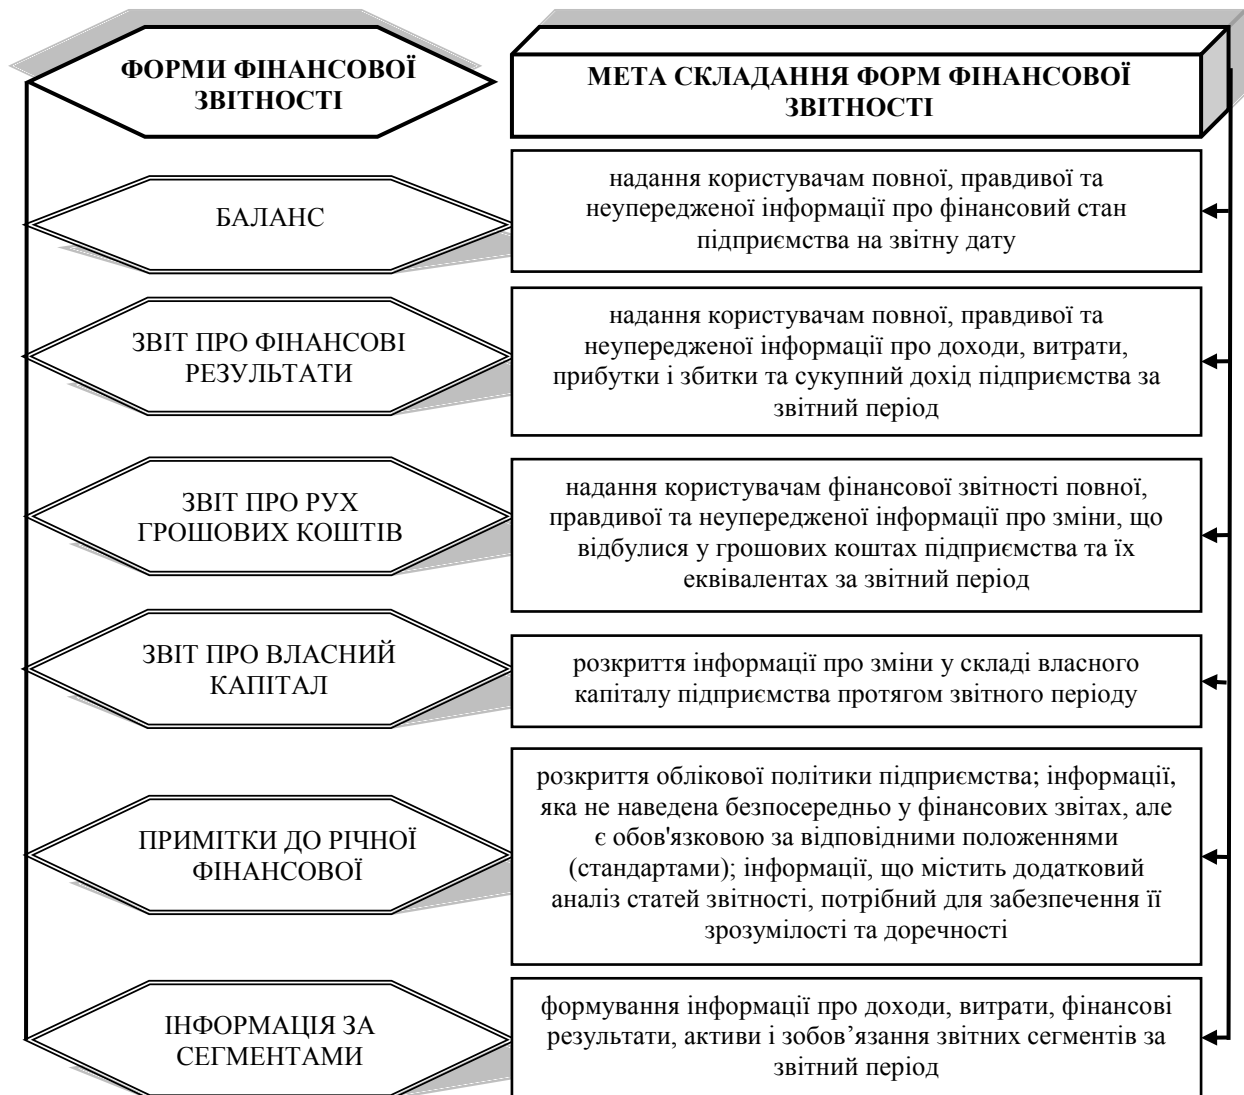 ФОРМИ ФІНАНСОВОЇ
ЗВІТНОСТІ
МЕТА СКЛАДАННЯ ФОРМ ФІНАНСОВОЇ
ЗВІТНОСТІ
БАЛАНС
надання користувачам повної, правдивої та
неупередженої інформації про фінансовий стан
підприємства на звітну дату
ЗВІТ ПРО ФІНАНСОВІ
РЕЗУЛЬТАТИ
надання користувачам повної, правдивої та
неупередженої інформації про доходи, витрати,
прибутки і збитки та сукупний дохід підприємства за
звітний період
ЗВІТ ПРО РУХ
ГРОШОВИХ КОШТІВ
надання користувачам фінансової звітності повної,
правдивої та неупередженої інформації про зміни, що
відбулися у грошових коштах підприємства та їх
еквівалентах за звітний період
ЗВІТ ПРО ВЛАСНИЙ
КАПІТАЛ
розкриття інформації про зміни у складі власного
капіталу підприємства протягом звітного періоду
ПРИМІТКИ ДО РІЧНОЇ
ФІНАНСОВОЇ
розкриття облікової політики підприємства; інформації,
яка не наведена безпосередньо у фінансових звітах, але
є обов'язковою за відповідними положеннями
(стандартами); інформації, що містить додатковий
аналіз статей звітності, потрібний для забезпечення її
зрозумілості та доречності
ІНФОРМАЦІЯ ЗА
СЕГМЕНТАМИ
формування інформації про доходи, витрати, фінансові
результати, активи і зобов’язання звітних сегментів за
звітний період